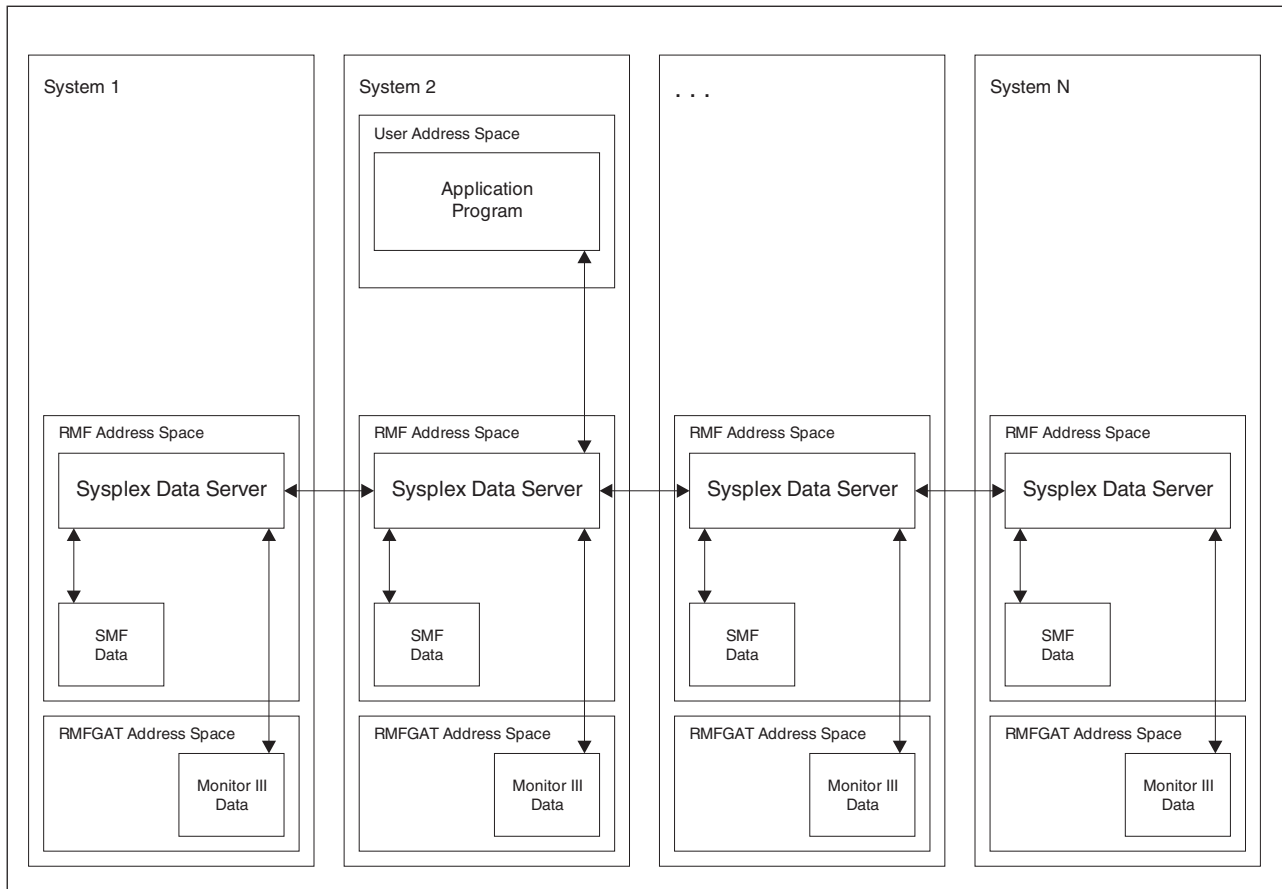 System 1
System 2
. . .
System N
User Address Space
Application
Program
RMF Address Space
RMF Address Space
RMF Address Space
RMF Address Space
Sysplex Data Server
Sysplex Data Server
Sysplex Data Server
Sysplex Data Server
SMF
Data
SMF
Data
SMF
Data
SMF
Data
RMFGAT Address Space
RMFGAT Address Space
RMFGAT Address Space
RMFGAT Address Space
Monitor III
Data
Monitor III
Data
Monitor III
Data
Monitor III
Data